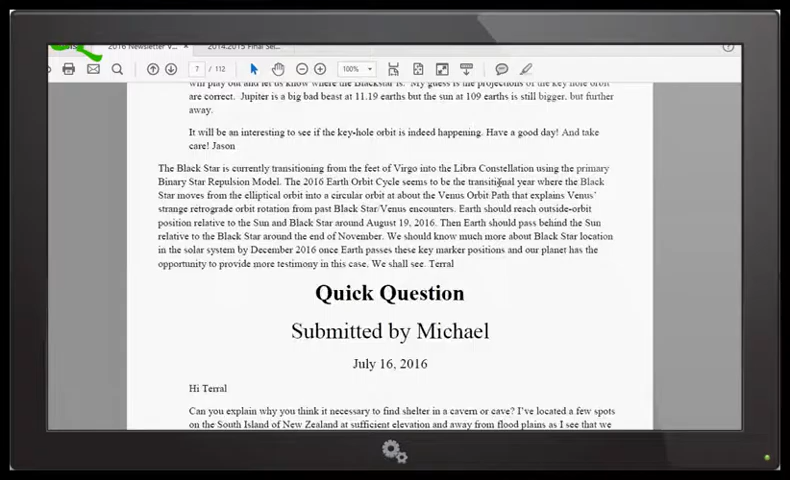 2016 Newsletter V...
2014.2015 Final Sel...
7 / 112
100%
will play out and let us know where the Blackstar is. My guess is the projections of the key hole orbit
are correct. Jupiter is a big bad beast at 11.19 earths but the sun at 109 earths is still bigger. but further
away.
It will be an interesting to see if the key-hole orbit is indeed happening. Have a good day! And take
care! Jason
The Black Star is currently transitioning from the feet of Virgo into the Libra Constellation using the primary
Binary Star Repulsion Model. The 2016 Earth Orbit Cycle seems to be the transitional year where the Black
Star moves from the elliptical orbit into a circular orbit at about the Venus Orbit Path that explains Venus'
strange retrograde orbit rotation from past Black Star/Venus encounters. Earth should reach outside-orbit
position relative to the Sun and Black Star around August 19, 2016. Then Earth should pass behind the Sun
relative to the Black Star around the end of November. We should know much more about Black Star location
in the solar system by December 2016 once Earth passes these key marker positions and our planet has the
opportunity to provide more testimony in this case. We shall see. Terral
Quick Question
Submitted by Michael
July 16, 2016
Hi Terral
Can you explain why you think it necessary to find shelter in a cavern or cave? I've located a few spots
on the South Island of New Zealand at sufficient elevation and away from flood plains as I see that we